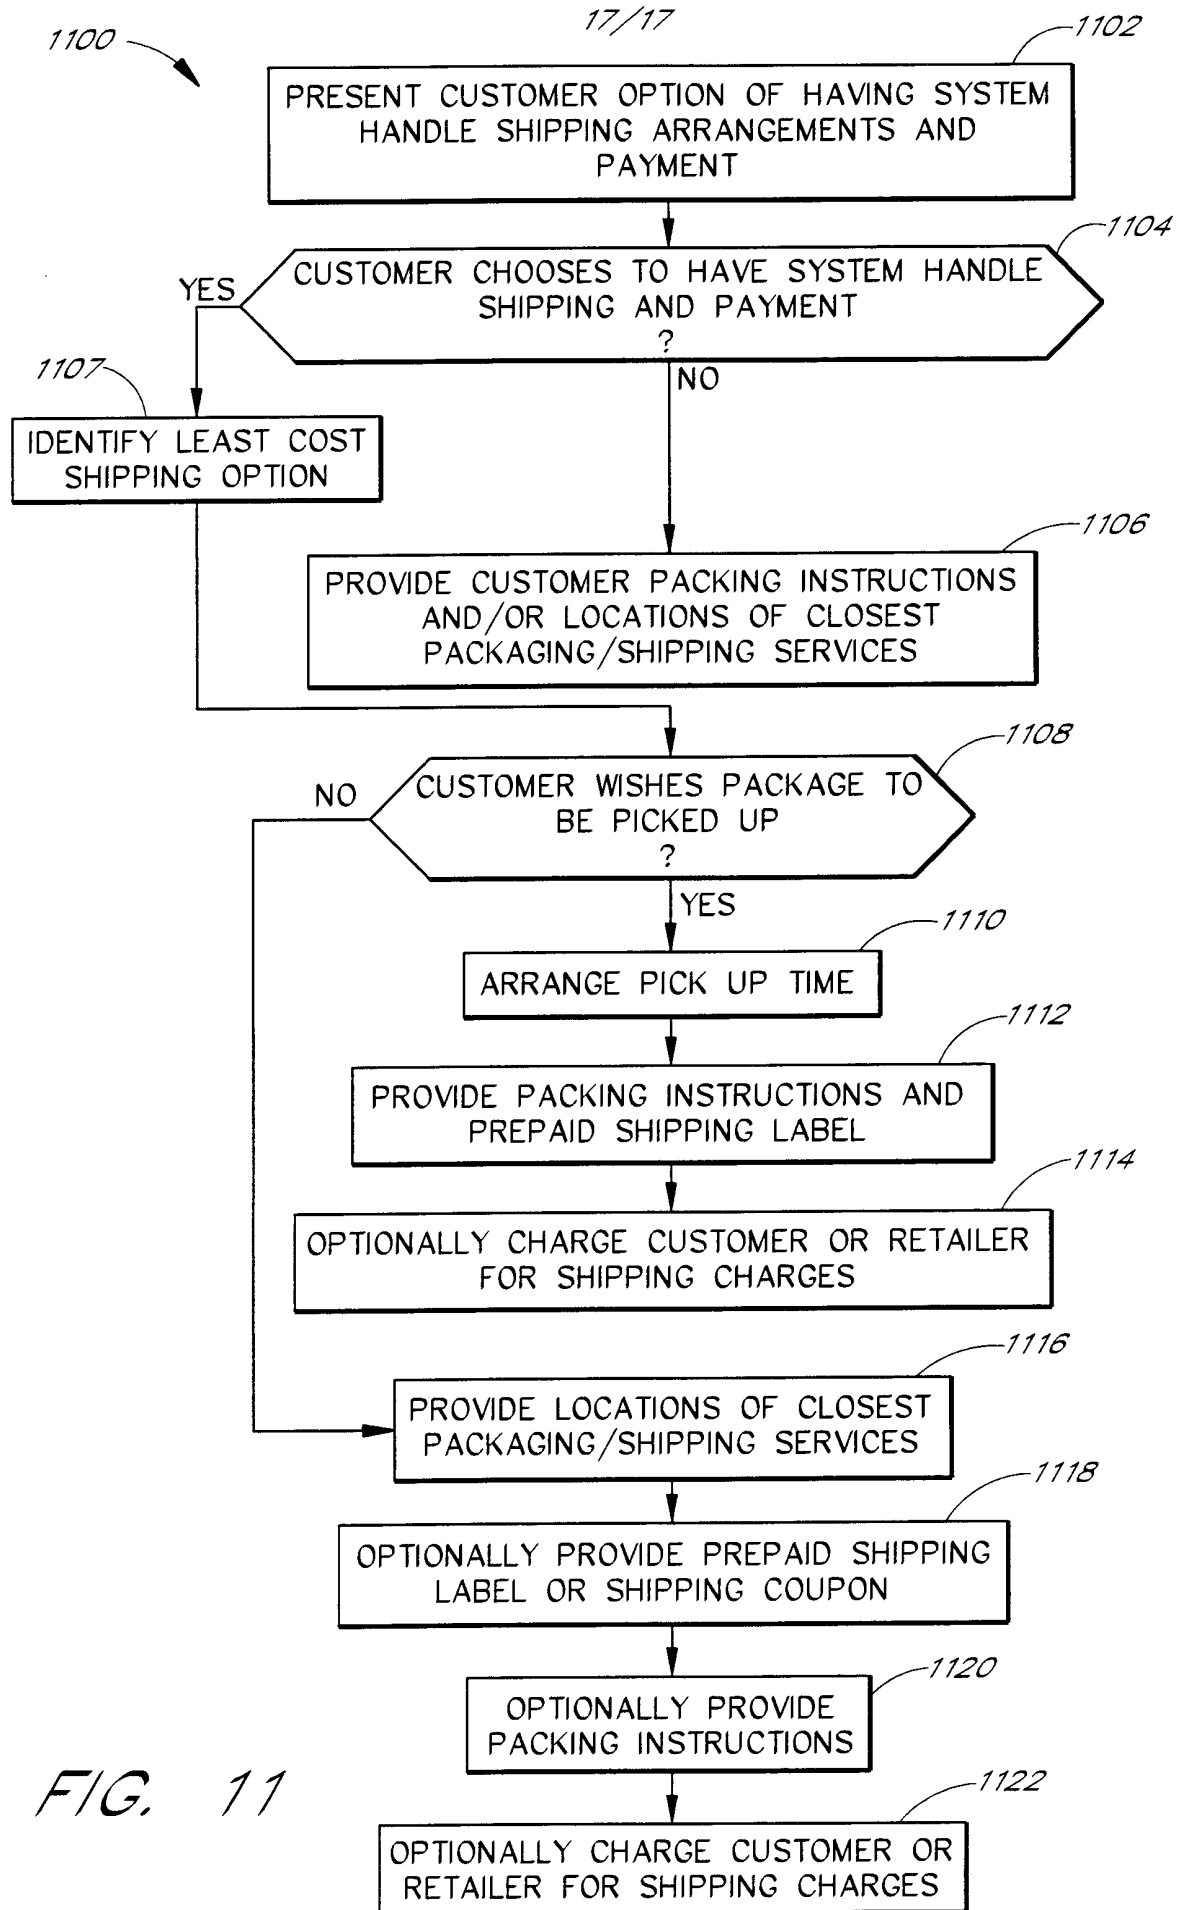 17/17
1100
1102
PRESENT CUSTOMER OPTION OF HAVING SYSTEM
HANDLE SHIPPING ARRANGEMENTS AND
PAYMENT
1104
CUSTOMER CHOOSES TO HAVE SYSTEM HANDLE
SHIPPING AND PAYMENT
?
YES
NO
1107
IDENTIFY LEAST COST
SHIPPING OPTION
1106
PROVIDE CUSTOMER PACKING INSTRUCTIONS
AND/OR LOCATIONS OF CLOSEST
PACKAGING/SHIPPING SERVICES
1108
CUSTOMER WISHES PACKAGE TO
BE PICKED UP
?
NO
YES
1110
ARRANGE PICK UP TIME
1112
PROVIDE PACKING INSTRUCTIONS AND
PREPAID SHIPPING LABEL
1114
OPTIONALLY CHARGE CUSTOMER OR RETAILER
FOR SHIPPING CHARGES
1116
PROVIDE LOCATIONS OF CLOSEST
PACKAGING/SHIPPING SERVICES
1118
OPTIONALLY PROVIDE PREPAID SHIPPING
LABEL OR SHIPPING COUPON
1120
OPTIONALLY PROVIDE
PACKING INSTRUCTIONS
1122
OPTIONALLY CHARGE CUSTOMER OR
RETAILER FOR SHIPPING CHARGES
FIG. 11